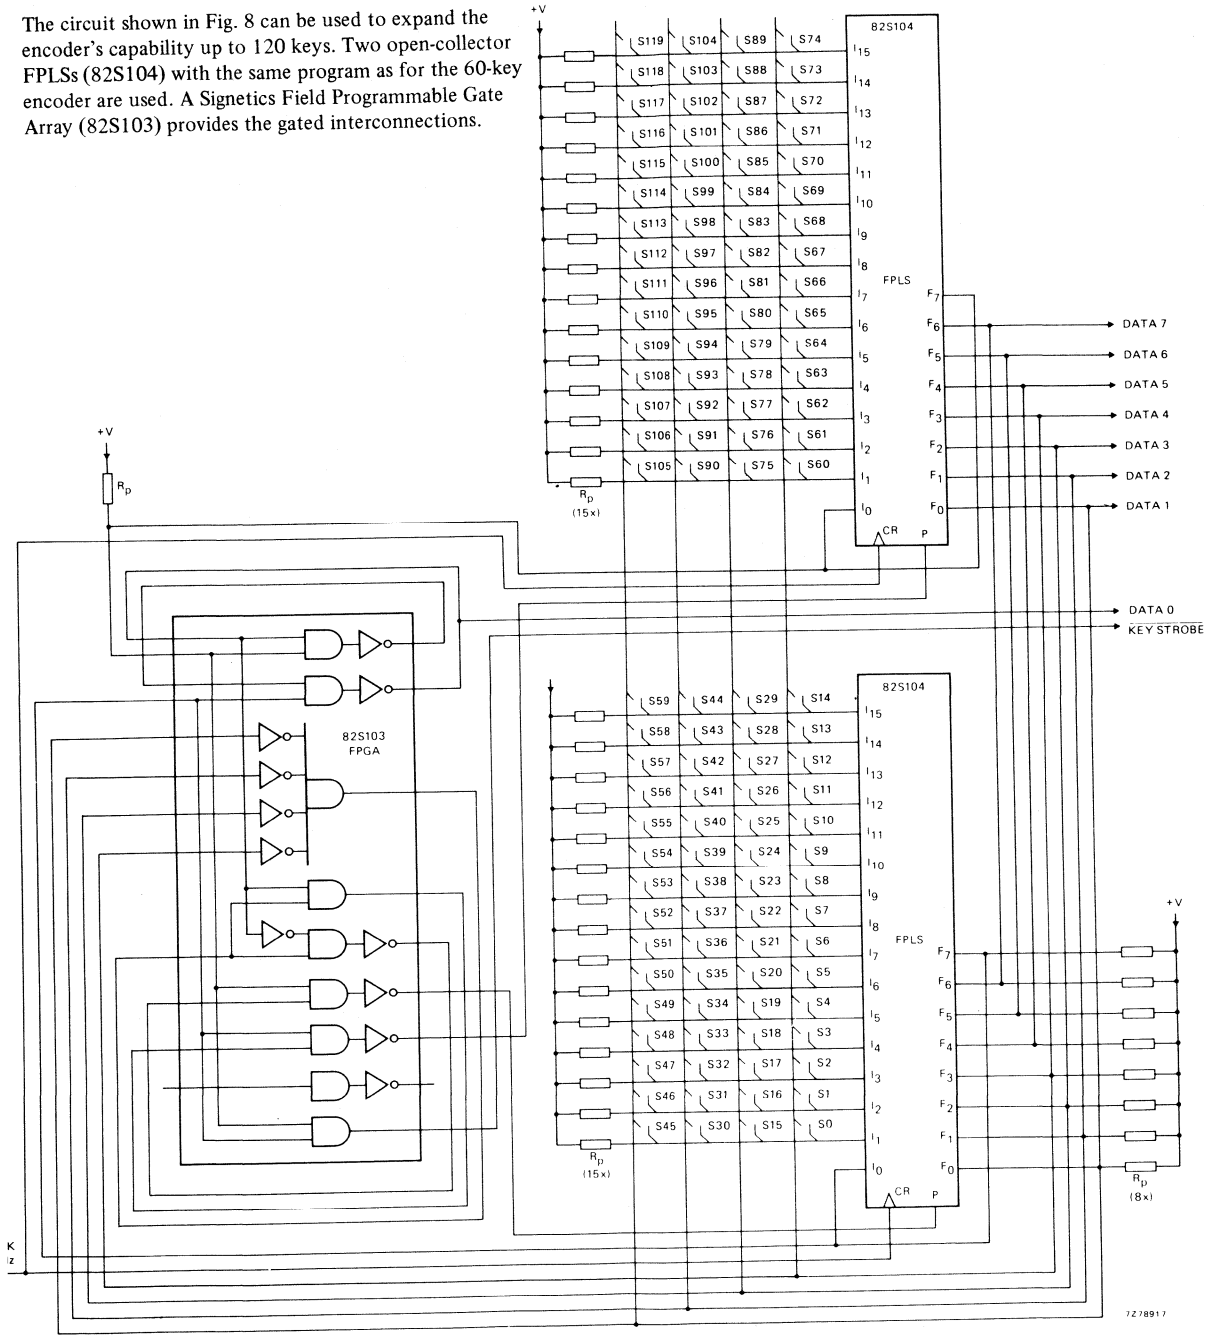 The circuit shown in Fig. 8 can be used to expand the
encoder's capability up to 120 keys. Two open-collector
FPLSs (82S104) with the same program as for the 60-key
encoder are used. A Signetics Field Programmable Gate
Array (82S103) provides the gated interconnections.
+V
82S104
S119 S104 S89 S74 I15
S118 S103 S88 S73 I14
S117 S102 S87 S72 I13
S116 S101 S86 S71 I12
S115 S100 S85 S70 I11
S114 S99 S84 S69 I10
S113 S98 S83 S68 I9
S112 S97 S82 S67 I8
FPLS
S111 S96 S81 S66 I7 F7
S110 S95 S80 S65 I6 F6 DATA 7
S109 S94 S79 S64 I5 F5 DATA 6
S108 S93 S78 S63 I4 F4 DATA 5
S107 S92 S77 S62 I3 F3 DATA 4
S106 S91 S76 S61 I2 F2 DATA 3
S105 S90 S75 S60 I1 F1 DATA 2
Rp
(15x)
I0 F0 DATA 1
CR P
+V
Rp
DATA 0
KEY STROBE
82S103
FPGA
82S104
S59 S44 S29 S14 I15
S58 S43 S28 S13 I14
S57 S42 S27 S12 I13
S56 S41 S26 S11 I12
S55 S40 S25 S10 I11
S54 S39 S24 S9 I10
S53 S38 S23 S8 I9
S52 S37 S22 S7 I8
FPLS
+V
S51 S36 S21 S6 I7 F7
S50 S35 S20 S5 I6 F6
S49 S34 S19 S4 I5 F5
S48 S33 S18 S3 I4 F4
S47 S32 S17 S2 I3 F3
S46 S31 S16 S1 I2 F2
S45 S30 S15 S0 I1 F1
Rp
(15x)
I0 F0
Rp
(8x)
CR P
K
z
7Z78917